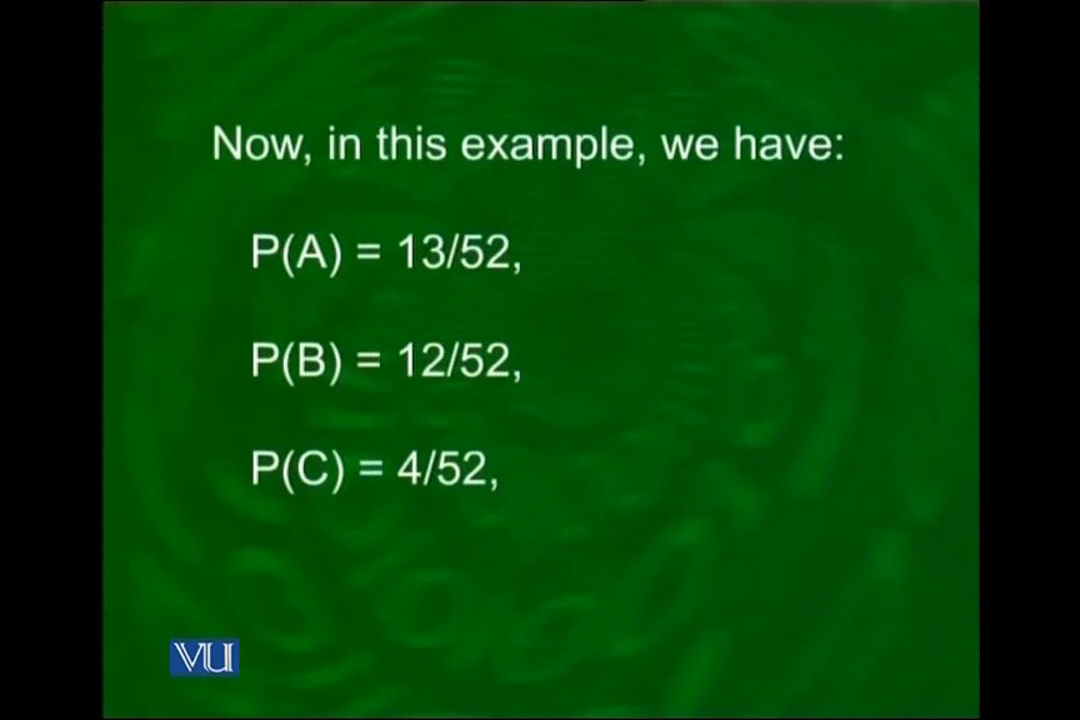 Now, in this example, we have:
P(A) = 13/52,
P(B) = 12/52,
P(C) = 4/52,
VU